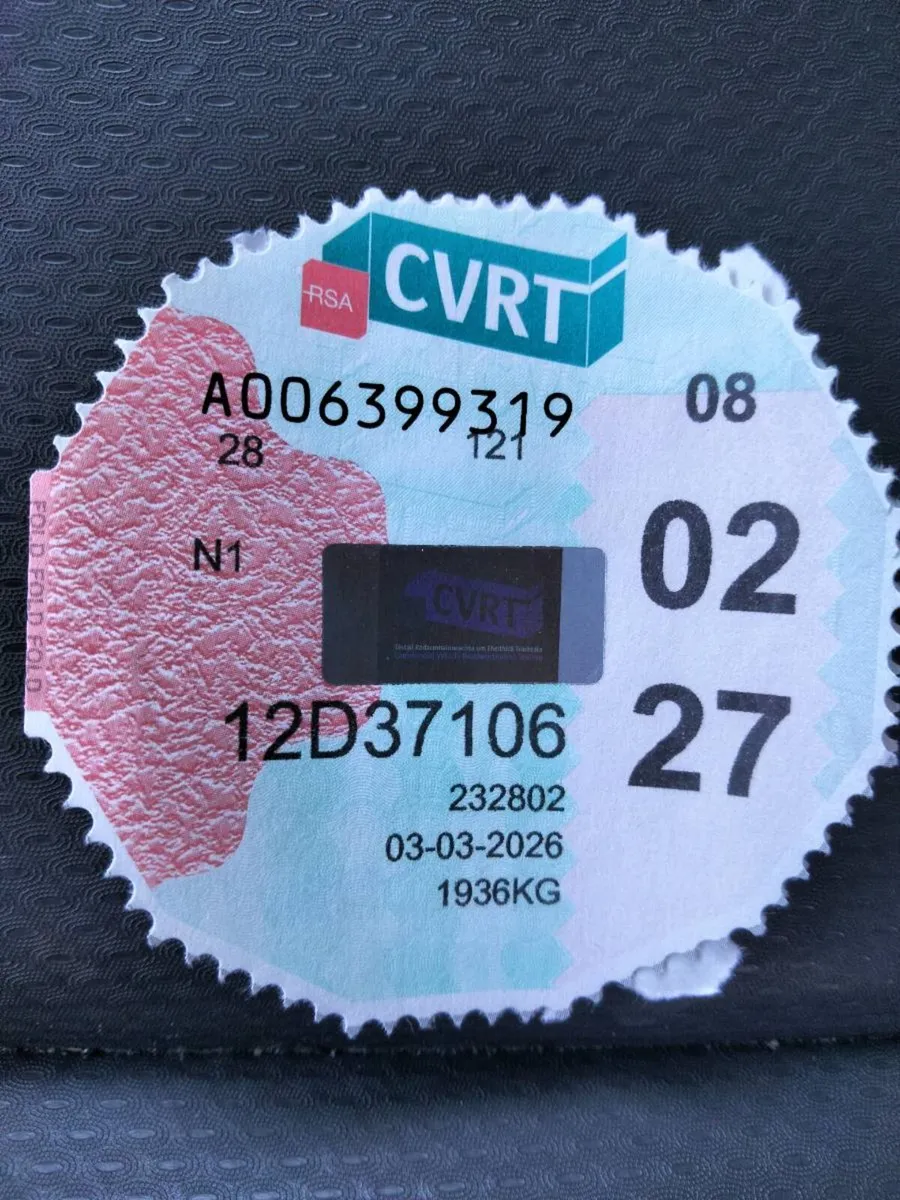 CVRT
RSA
A006399319
08
28
121
02
N1
CVRT
12D37106
27
232802
03-03-2026
1936KG